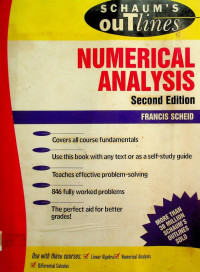 SCHAUM'S
ouTlines
NUMERICAL
ANALYSIS
Second Edition
FRANCIS SCHEID
Covers all course fundamentals
Use this book with any text or as a self-study guide
Teaches effective problem-solving
846 fully worked problems
The perfect aid for better
grades!
MORE THAN
30 MILLION
SCHAUM'S
OUTLINES
SOLD
Use with these courses: Linear Algebra Numerical Analysis
Differential Calculus